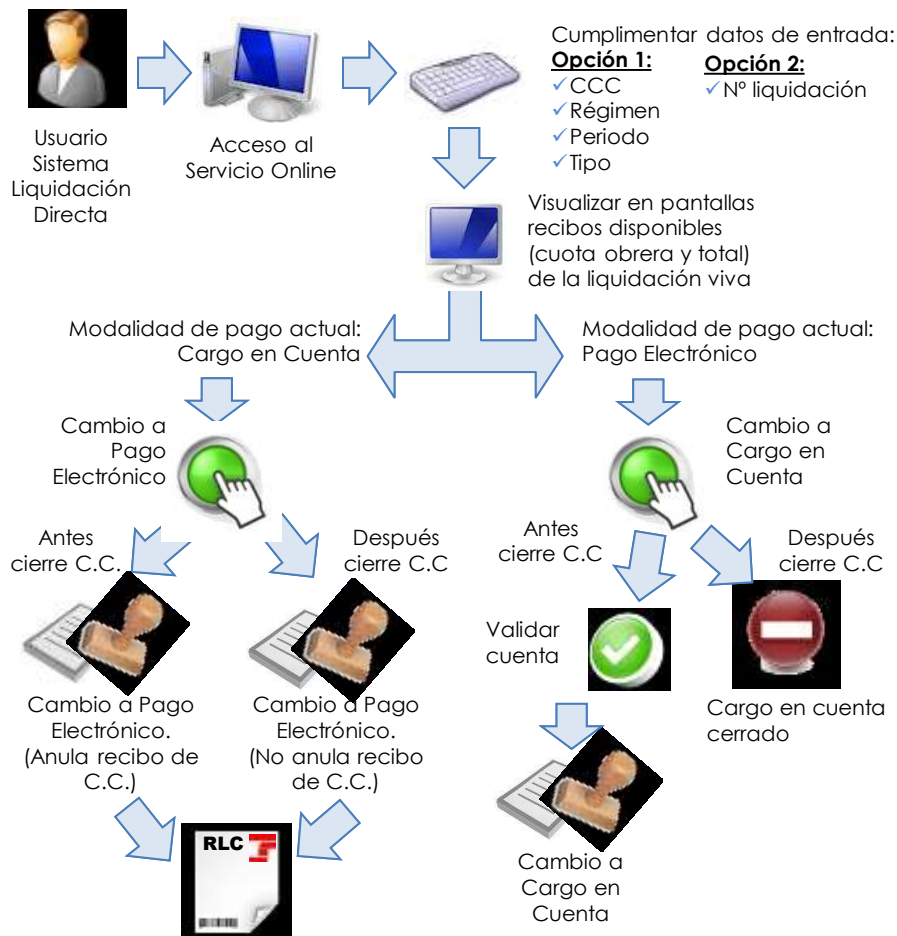 Usuario
Sistema
Liquidación
Directa
Acceso al
Servicio Online
Cumplimentar datos de entrada:
Opción 1:
✓CCC
✓Régimen
✓Periodo
✓Tipo
Opción 2:
✓Nº liquidación
Visualizar en pantallas
recibos disponibles
(cuota obrera y total)
de la liquidación viva
Modalidad de pago actual:
Cargo en Cuenta
Modalidad de pago actual:
Pago Electrónico
Cambio a
Pago
Electrónico
Cambio a
Cargo en
Cuenta
Antes
cierre C.C.
Después
cierre C.C
Antes
cierre C.C
Después
cierre C.C
Validar
cuenta
Cambio a Pago
Electrónico.
(Anula recibo de
C.C.)
Cambio a Pago
Electrónico.
(No anula recibo
de C.C.)
Cargo en cuenta
cerrado
RLC
Cambio a
Cargo en
Cuenta